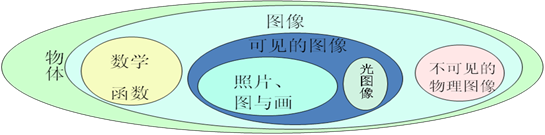 图像
物体
数学
函数
可见的图像
照片、
图与画
光
图
像
不可见的
物理图像